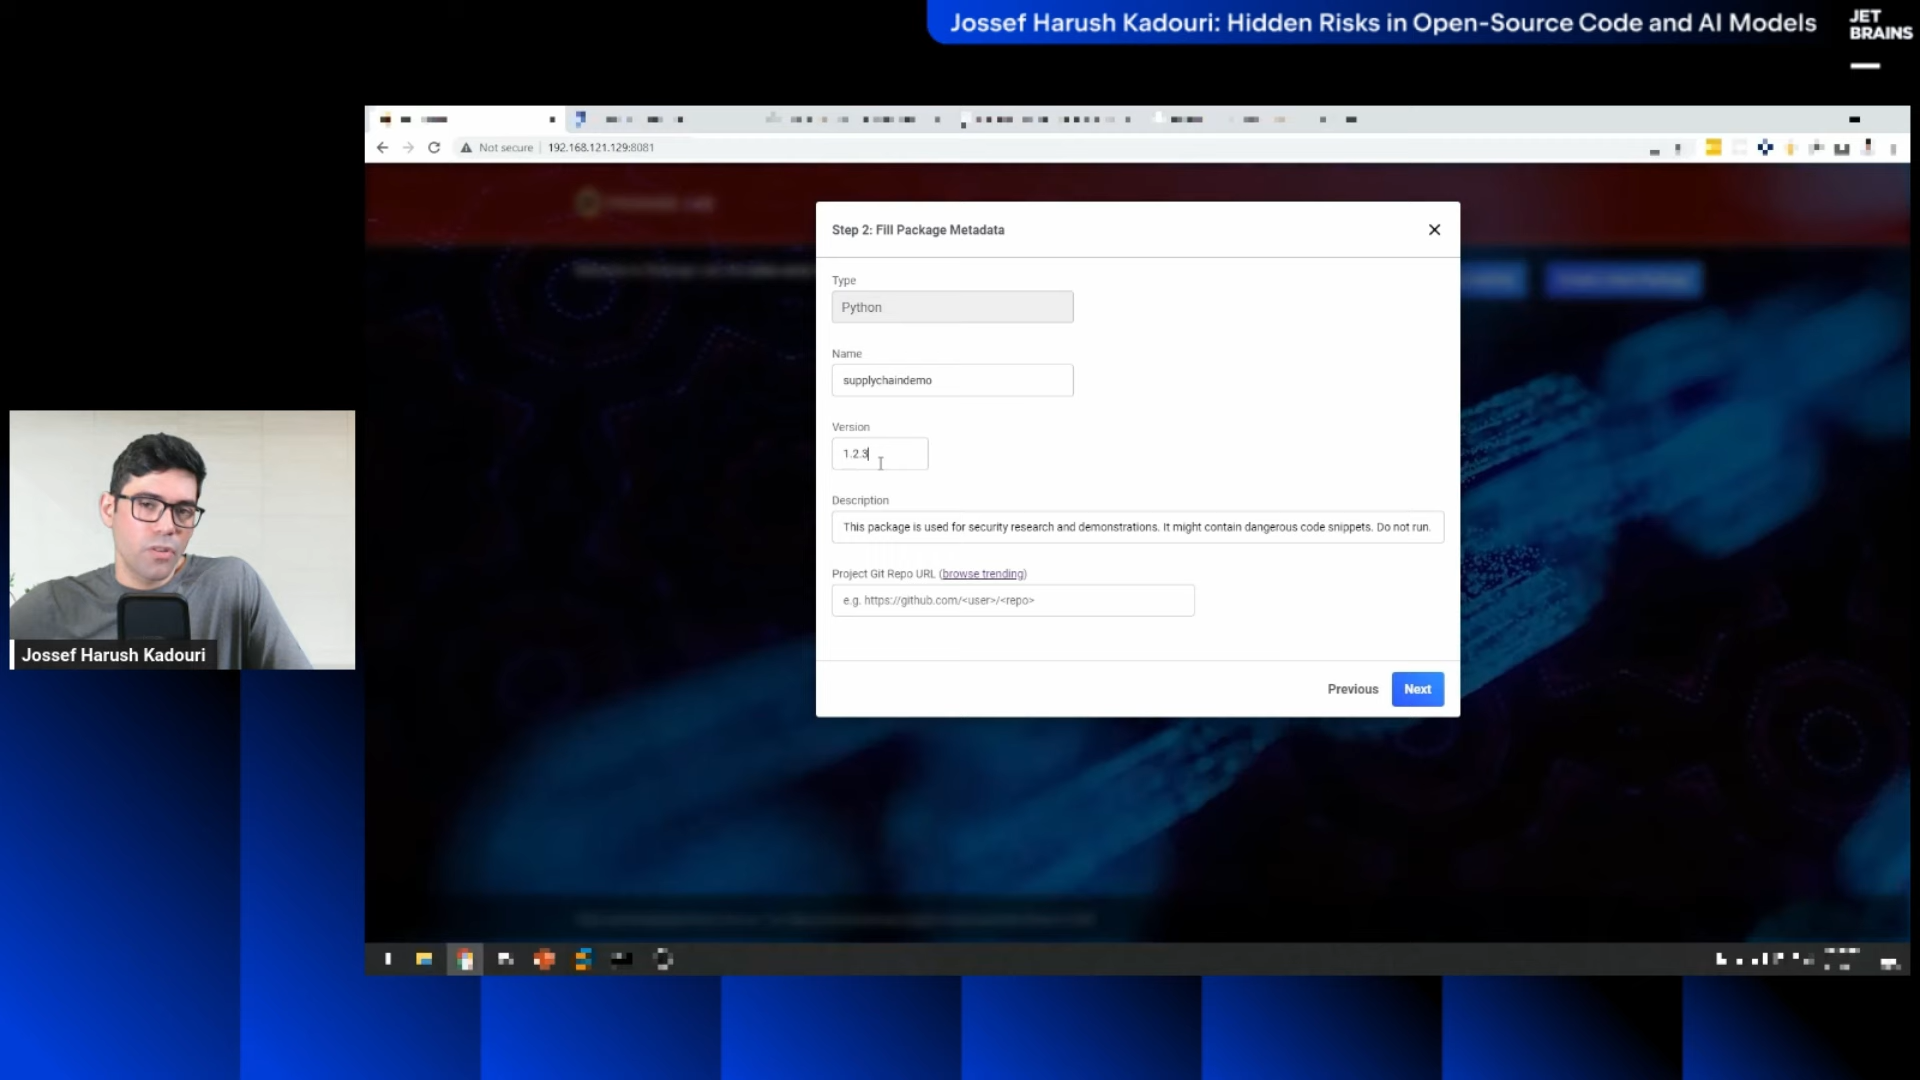 Jossef Harush Kadouri: Hidden Risks in Open-Source Code and AI Models
JET
BRAINS
Not secure
192.168.121.129:8081
Step 2: Fill Package Metadata
Type
Python
Name
supplychaindemo
Version
1.2.3
Description
This package is used for security research and demonstrations. It might contain dangerous code snippets. Do not run.
Project Git Repo URL (browse trending)
e.g. https://github.com/<user>/<repo>
Previous
Next
Jossef Harush Kadouri